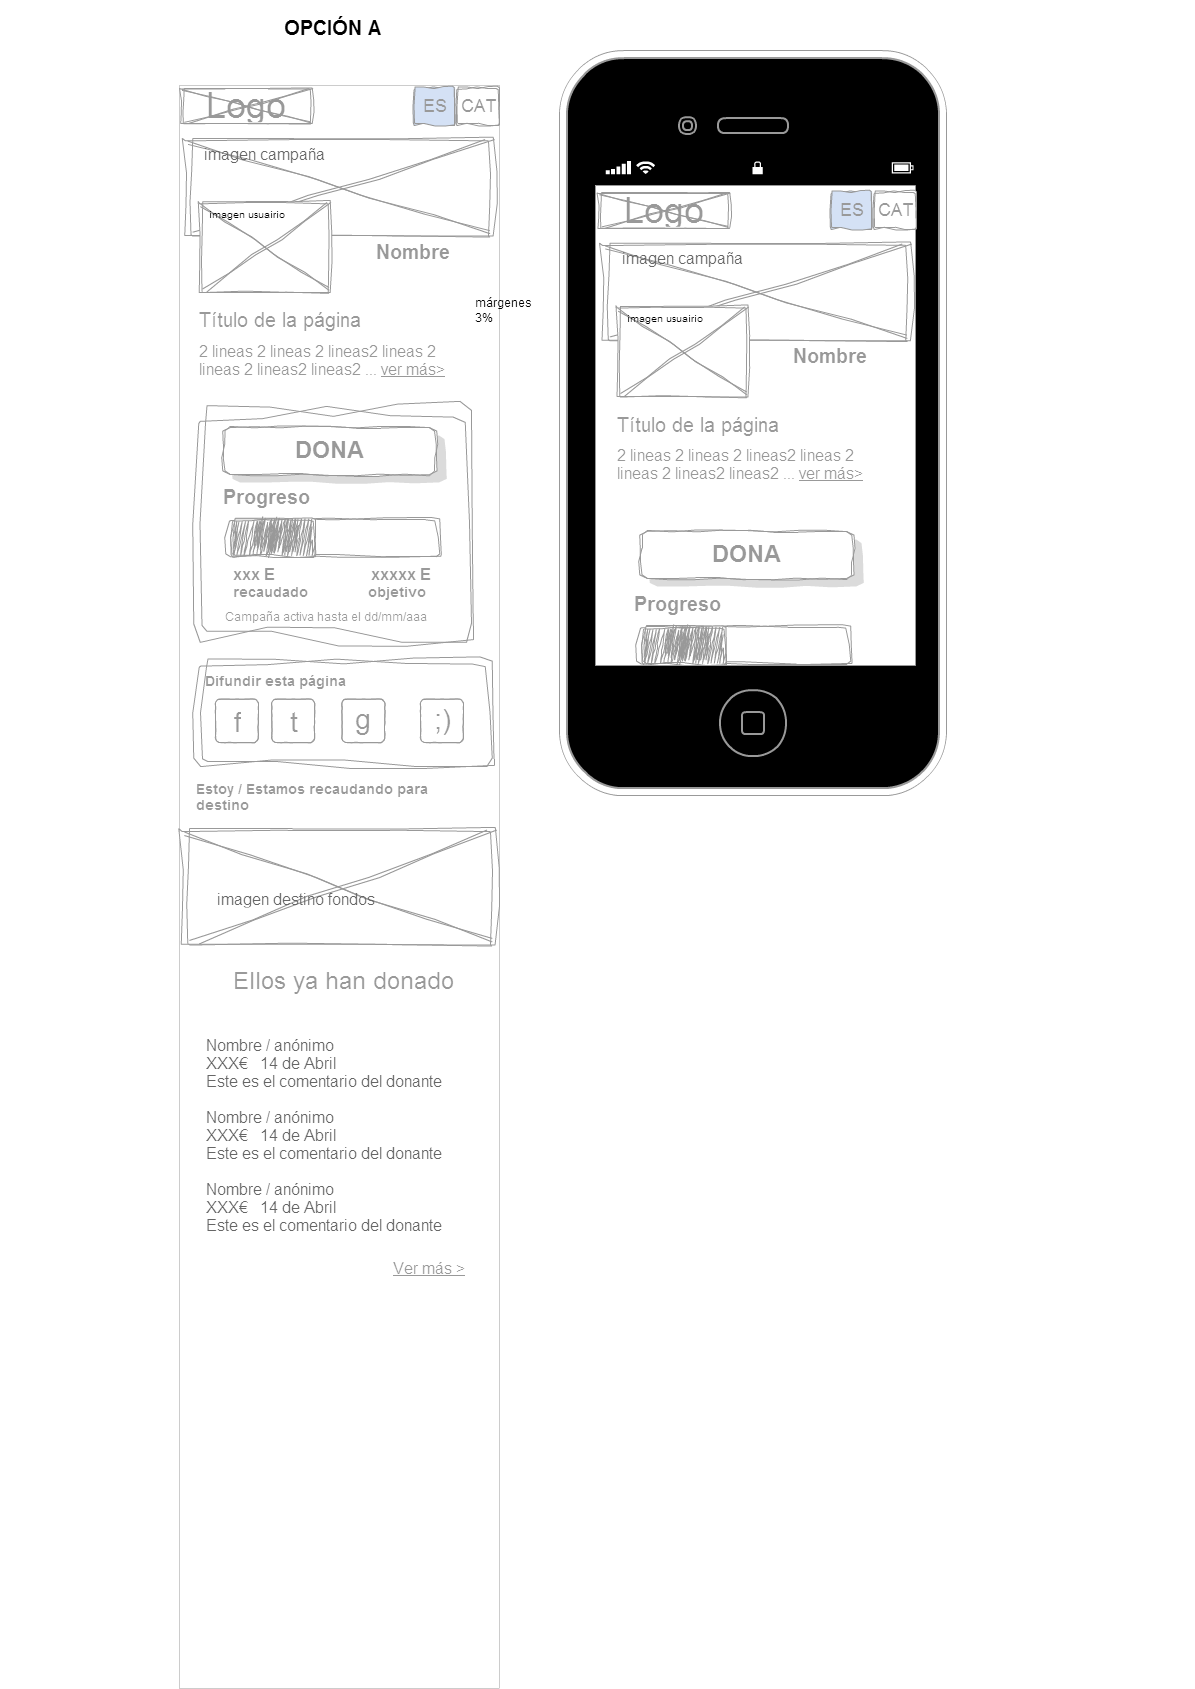 OPCIÓN A
Logo
ES
CAT
imagen campaña
imagen usuairio
Nombre
márgenes
3%
Título de la página
2 lineas 2 lineas 2 lineas2 lineas 2
lineas 2 lineas2 lineas2 ... ver más>
DONA
Progreso
xxx E
recaudado
xxxxx E
objetivo
Campaña activa hasta el dd/mm/aaa
Difundir esta página
f
t
g
;)
Estoy / Estamos recaudando para
destino
imagen destino fondos
Ellos ya han donado
Nombre / anónimo
XXX€ 14 de Abril
Este es el comentario del donante
Nombre / anónimo
XXX€ 14 de Abril
Este es el comentario del donante
Nombre / anónimo
XXX€ 14 de Abril
Este es el comentario del donante
Ver más >
Logo
ES
CAT
imagen campaña
imagen usuairio
Nombre
Título de la página
2 lineas 2 lineas 2 lineas2 lineas 2
lineas 2 lineas2 lineas2 ... ver más>
DONA
Progreso